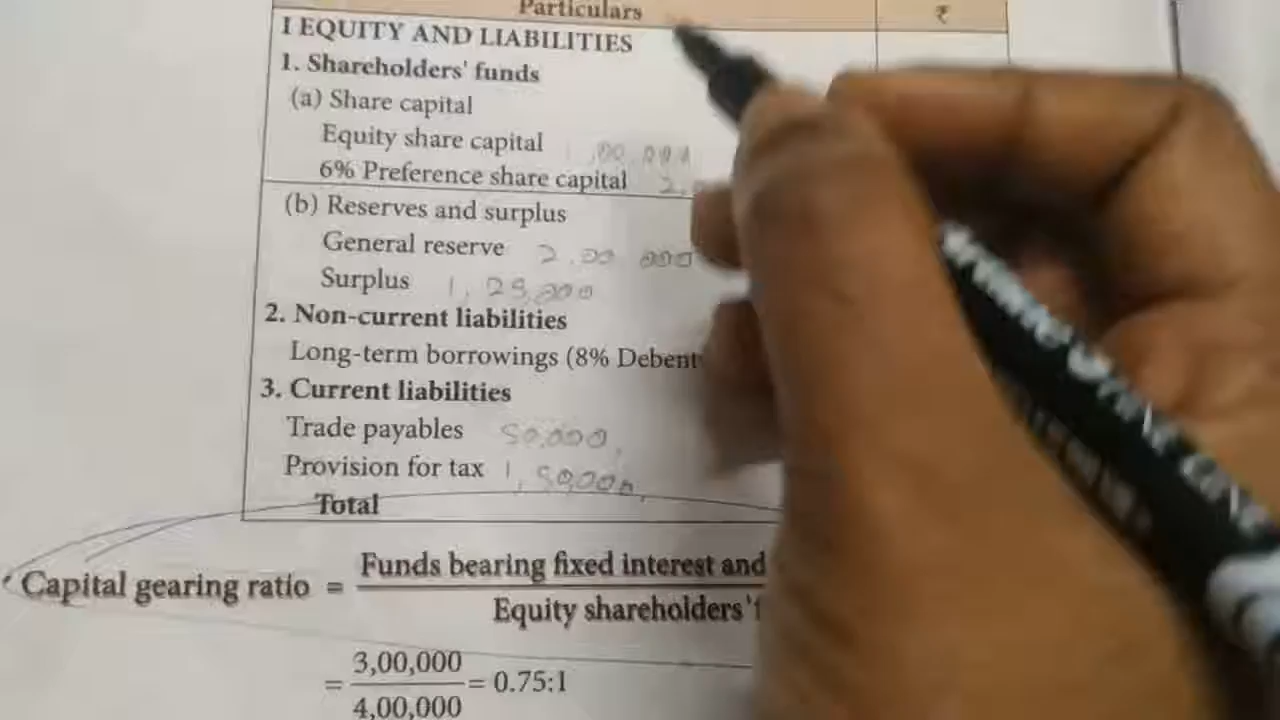 Particulars ₹
I EQUITY AND LIABILITIES
1. Shareholders' funds
(a) Share capital
Equity share capital
6% Preference share capital
(b) Reserves and surplus
General reserve 2,00 000
Surplus 1,25,000
2. Non-current liabilities
Long-term borrowings (8% Debent
3. Current liabilities
Trade payables 50,000,
Provision for tax 1,50,000,
Total
Capital gearing ratio = Funds bearing fixed interest and
Equity shareholders'
= 3,00,000
4,00,000
= 0.75:1